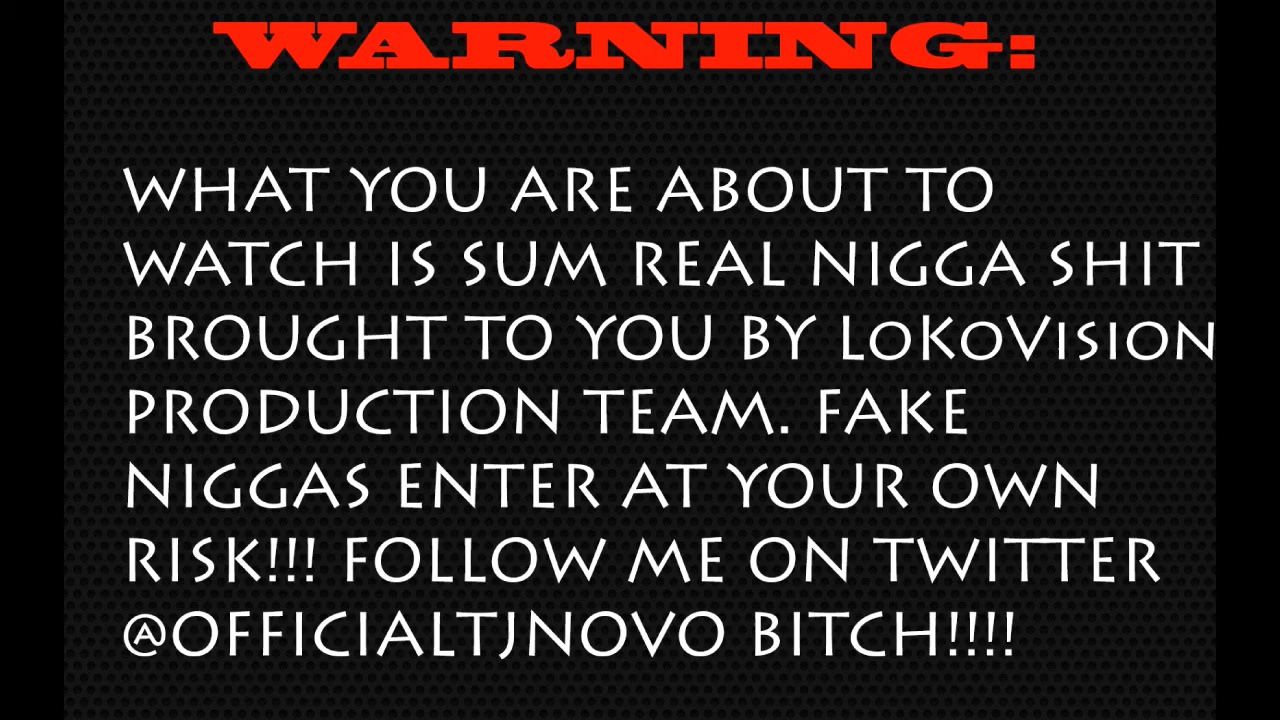 WARNING:
WHAT YOU ARE ABOUT TO
WATCH IS SUM REAL NIGGA SHIT
BROUGHT TO YOU BY LOKOVISION
PRODUCTION TEAM. FAKE
NIGGAS ENTER AT YOUR OWN
RISK!!! FOLLOW ME ON TWITTER
@OFFICIALTJNOVO BITCH!!!!